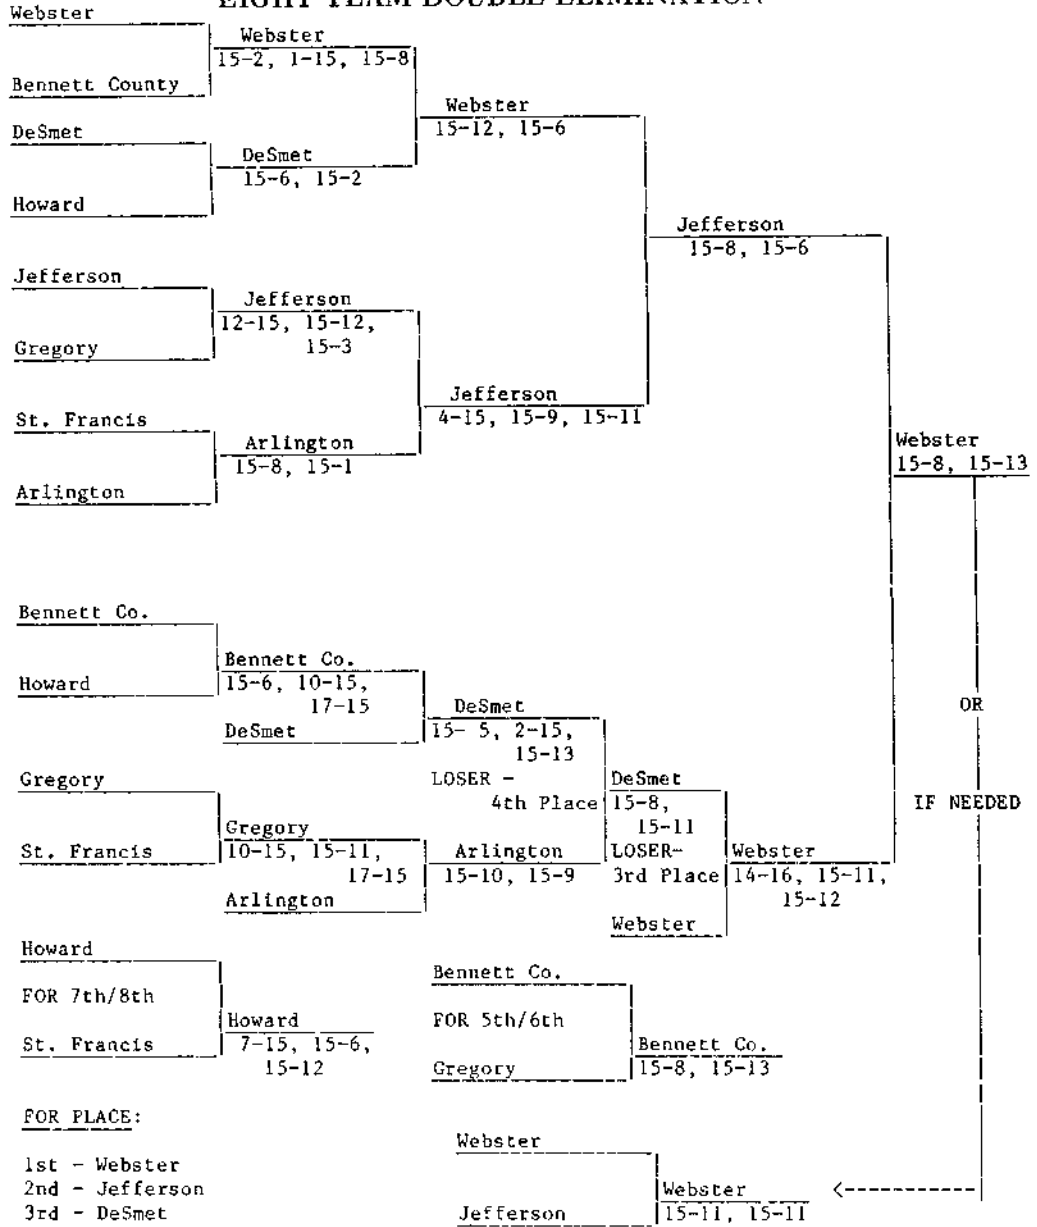 EIGHT TEAM DOUBLE ELIMINATION
Webster
Webster
15-2, 1-15, 15-8
Bennett County
Webster
15-12, 15-6
DeSmet
DeSmet
15-6, 15-2
Howard
Jefferson
15-8, 15-6
Jefferson
Jefferson
12-15, 15-12,
15-3
Gregory
Jefferson
4-15, 15-9, 15-11
St. Francis
Arlington
15-8, 15-1
Arlington
Webster
15-8, 15-13
Bennett Co.
Bennett Co.
15-6, 10-15,
17-15
Howard
DeSmet
DeSmet
15- 5, 2-15,
15-13
OR
IF NEEDED
LOSER -
4th Place
Gregory
Gregory
10-15, 15-11,
17-15
St. Francis
Arlington
Arlington
15-10, 15-9
DeSmet
15-8,
15-11
LOSER-
3rd Place
Webster
Webster
14-16, 15-11,
15-12
Howard
FOR 7th/8th
St. Francis
Howard
7-15, 15-6,
15-12
Bennett Co.
FOR 5th/6th
Gregory
Bennett Co.
15-8, 15-13
FOR PLACE:
1st - Webster
2nd - Jefferson
3rd - DeSmet
Webster
Jefferson
Webster
15-11, 15-11